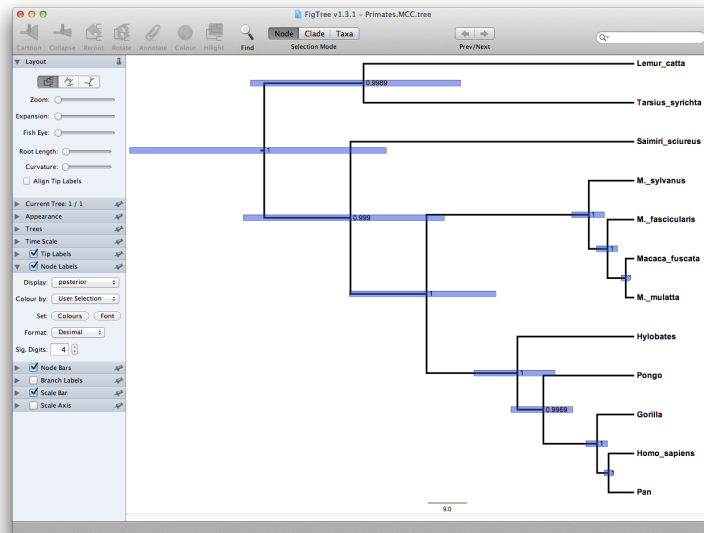 FigTree v1.3.1 – Primates.MCC.tree
Cartoon Collapse Reroot Rotate Annotate Colour Hilight Find
Node Clade Taxa
Selection Mode
Prev/Next
Layout
Zoom:
Expansion:
Fish Eye:
Root Length:
Curvature:
Align Tip Labels
Current Tree: 1 / 1
Appearance
Trees
Time Scale
Tip Labels
Node Labels
Display: posterior
Colour by: User Selection
Set: Colours Font
Format: Decimal
Sig. Digits: 4
Node Bars
Branch Labels
Scale Bar
Scale Axis
Lemur_catta
0.9989
Tarsius_syrichta
Saimiri_sciureus
1
M._sylvanus
1
0.999
M._fascicularis
1
Macaca_fuscata
1
M._mulatta
Hylobates
1
Pongo
0.9969
Gorilla
1
Homo_sapiens
Pan
9.0